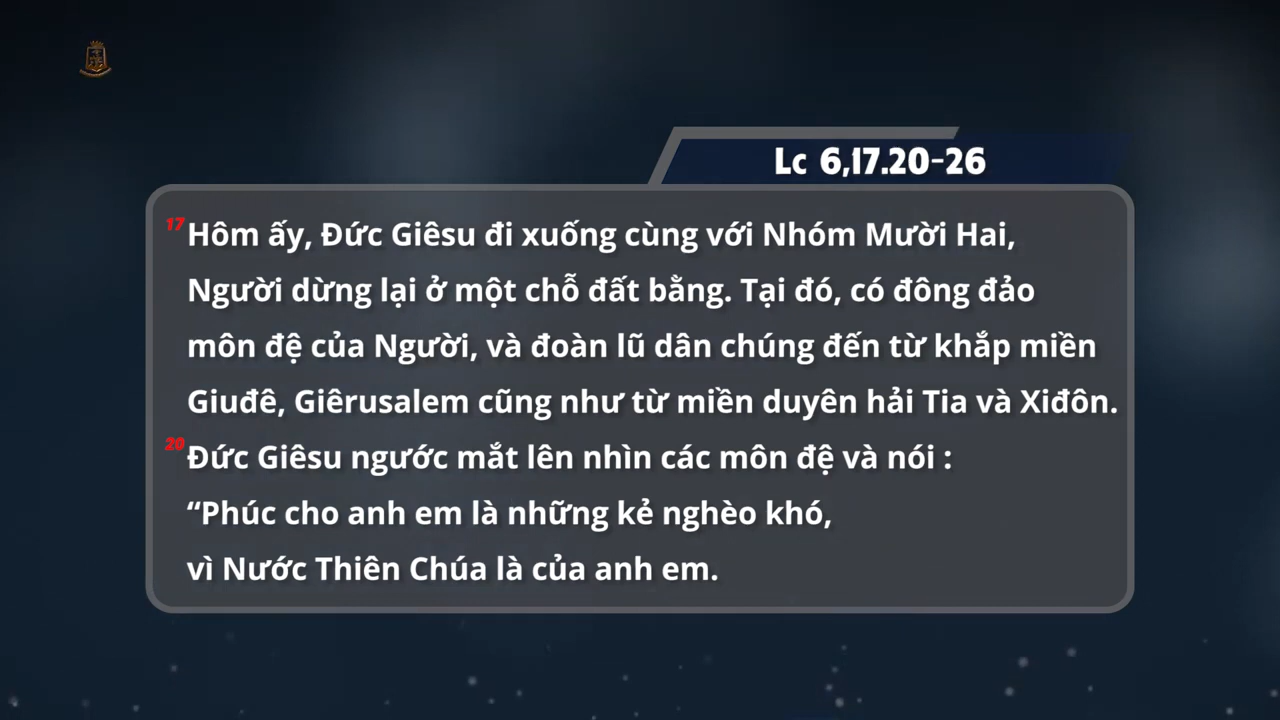 Lc 6,17.20-26
17 Hôm ấy, Đức Giêsu đi xuống cùng với Nhóm Mười Hai,
Người dừng lại ở một chỗ đất bằng. Tại đó, có đông đảo
môn đệ của Người, và đoàn lũ dân chúng đến từ khắp miền
Giuđê, Giêrusalem cũng như từ miền duyên hải Tia và Xiđôn.
20 Đức Giêsu ngước mắt lên nhìn các môn đệ và nói :
“Phúc cho anh em là những kẻ nghèo khó,
vì Nước Thiên Chúa là của anh em.